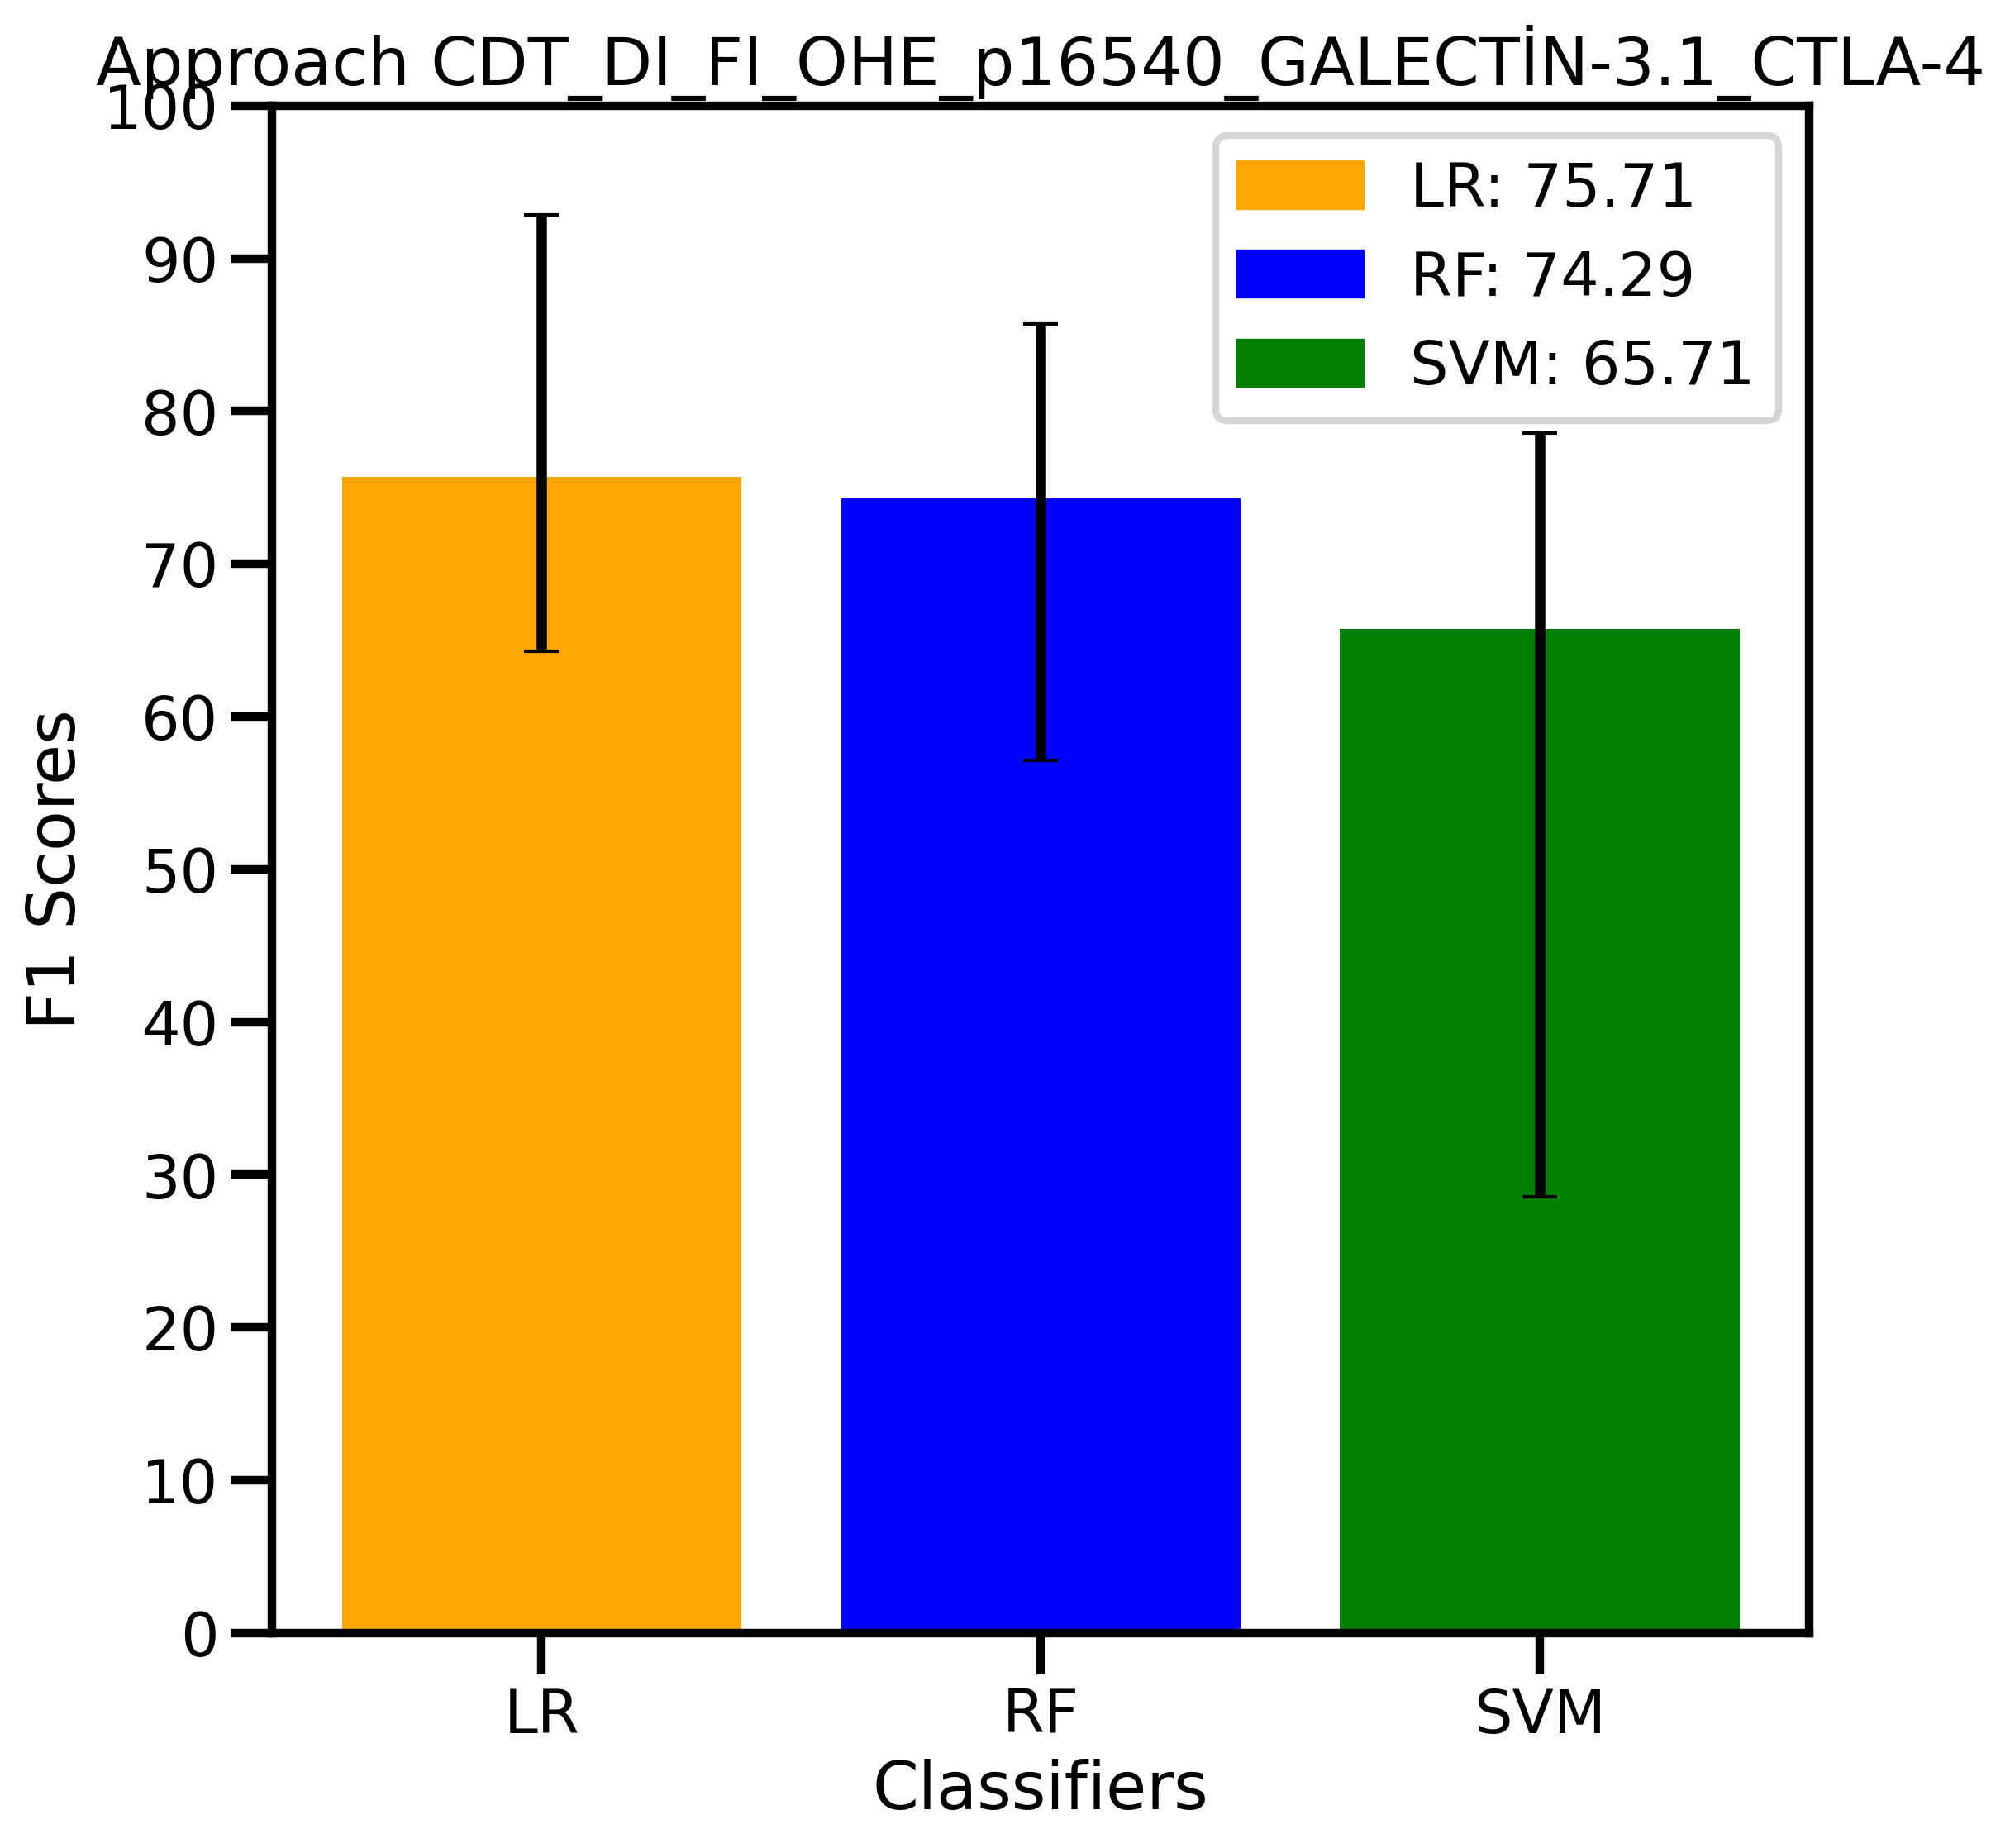 Approach CDT_DI_FI_OHE_p16540_GALECTİN-3.1_CTLA-4
100
90
80
70
60
50
40
30
20
10
0
F1 Scores
LR: 75.71
RF: 74.29
SVM: 65.71
LR
RF
SVM
Classifiers